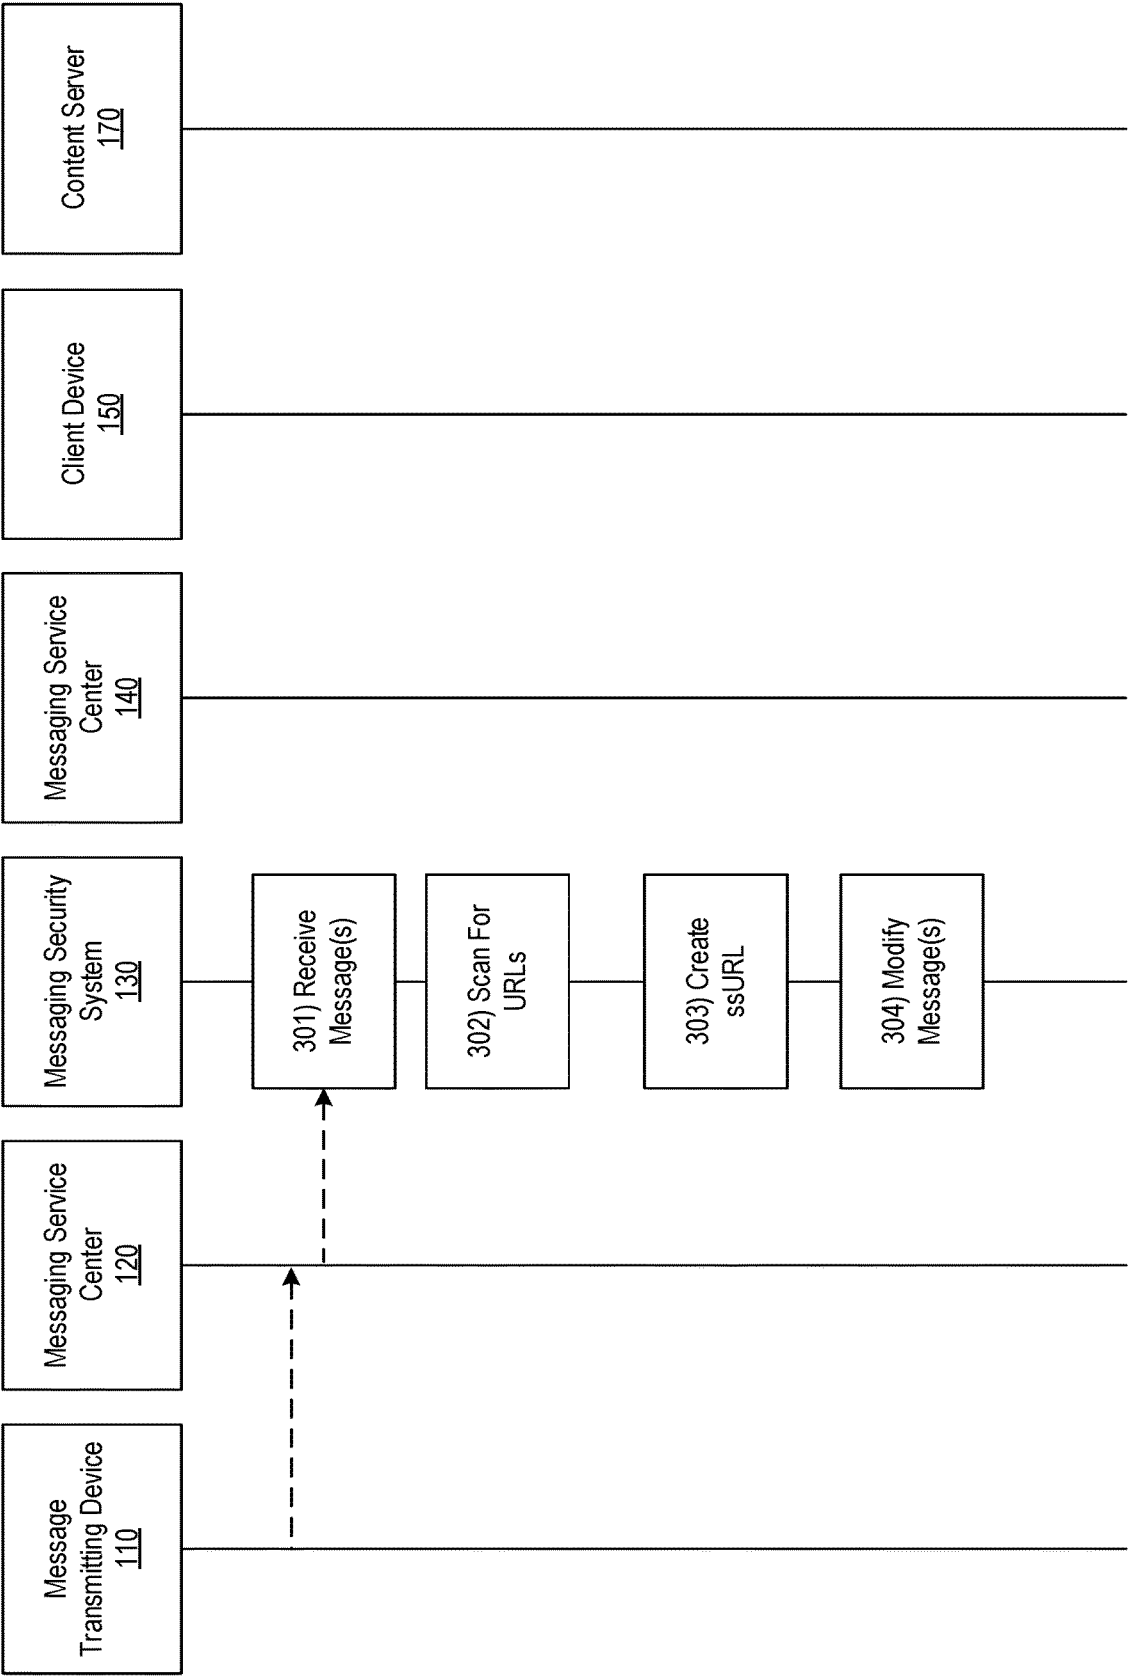 Message
Transmitting Device
110
Messaging Service
Center
120
Messaging Security
System
130
Messaging Service
Center
140
Client Device
150
Content Server
170
301) Receive
Message(s)
302) Scan For
URLs
303) Create
ssURL
304) Modify
Message(s)